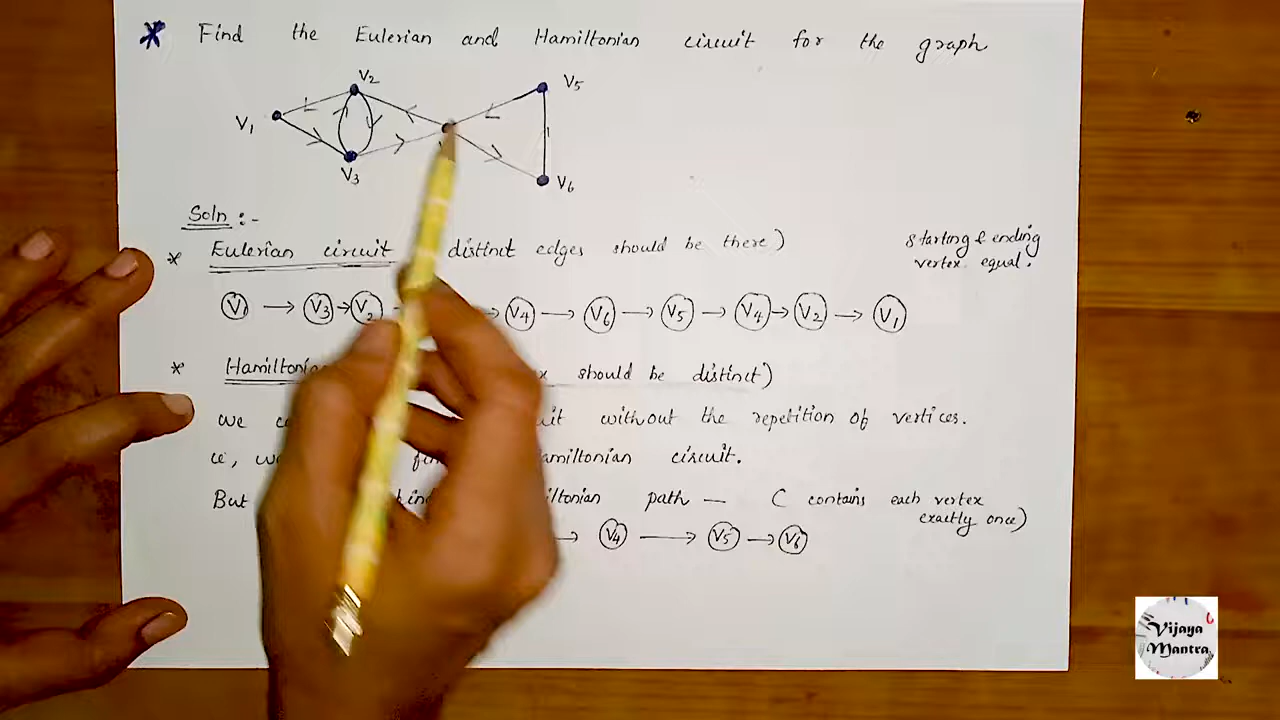 * Find the Eulerian and Hamiltonian circuit for the graph
V2
V5
V1
V3
V6
Soln :-
* Eulerian circuit distinct edges should be there)
starting & ending
vertex equal.
V1 → V3 → V2 → V4 → V6 → V5 → V4 → V2 → V1
* should be distinct)
we without the repetition of vertices.
ie, circuit.
But path — ( contains each vertex
exactly once)
→ V4 → V5 → V6
Vijaya
Mantra